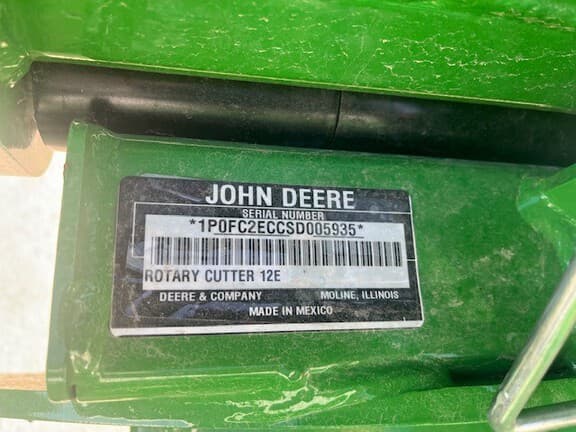 JOHN DEERE
SERIAL NUMBER
*1P0FC2ECCSD005935*
ROTARY CUTTER 12E
DEERE & COMPANY MOLINE, ILLINOIS
MADE IN MEXICO